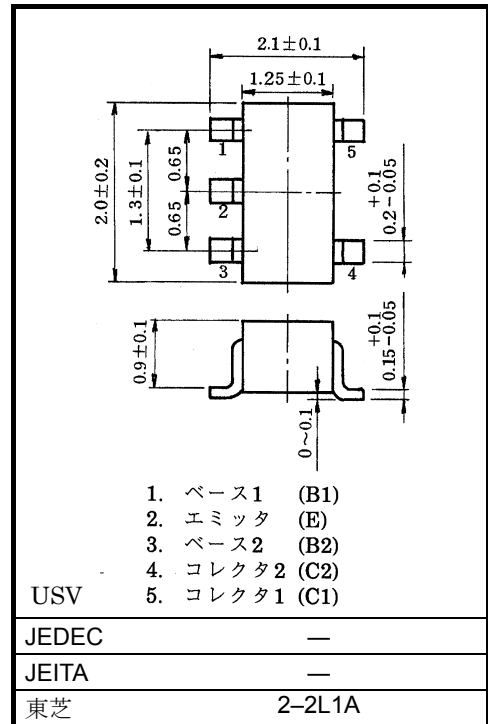 2.1±0.1
1.25±0.1
1
5
0.65
2.0±0.2
1.3±0.1
2
0.65
3
4
+0.1
0.2-0.05
0.9±0.1
+0.1
0.15-0.05
0~0.1
1. ベース1 (B1)
2. エミッタ (E)
3. ベース2 (B2)
4. コレクタ2 (C2)
USV 5. コレクタ1 (C1)
JEDEC ―
JEITA ―
東芝 2–2L1A